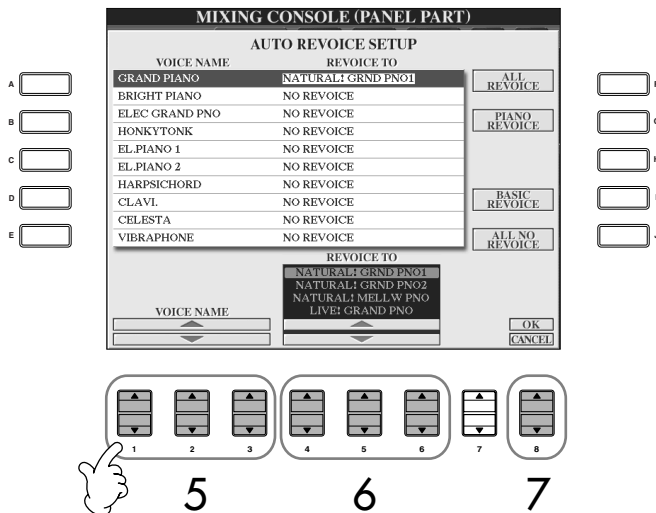 MIXING CONSOLE (PANEL PART)
AUTO REVOICE SETUP
VOICE NAME REVOICE TO
GRAND PIANO NATURAL! GRND PNO1
BRIGHT PIANO NO REVOICE
ELEC GRAND PNO NO REVOICE
HONKYTONK NO REVOICE
EL.PIANO 1 NO REVOICE
EL.PIANO 2 NO REVOICE
HARPSICHORD NO REVOICE
CLAVI. NO REVOICE
CELESTA NO REVOICE
VIBRAPHONE NO REVOICE
ALL
REVOICE
PIANO
REVOICE
BASIC
REVOICE
ALL NO
REVOICE
A
B
C
D
E
REVOICE TO
NATURAL! GRND PNO1
NATURAL! GRND PNO2
NATURAL! MELLW PNO
LIVE! GRAND PNO
VOICE NAME
OK
CANCEL
1 2 3 4 5 6 7 8
5 6 7